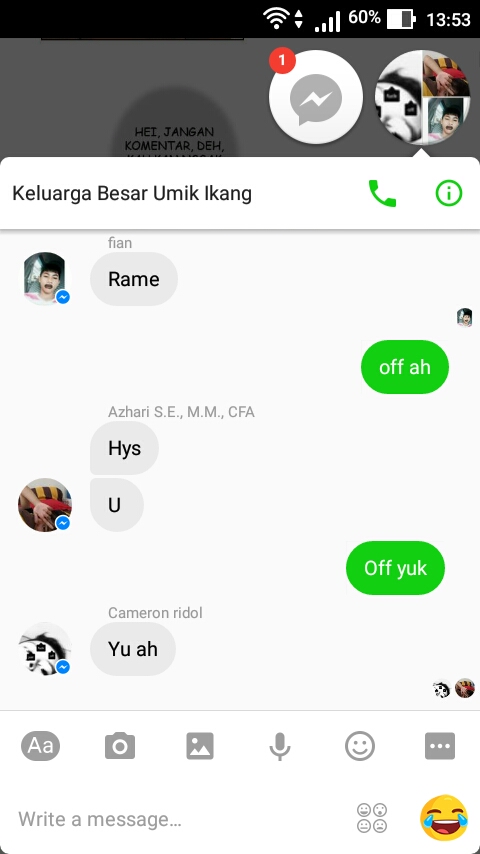 60% 13:53
1
HEI, JANGAN
KOMENTAR, DEH,
Keluarga Besar Umik Ikang
fian
Rame
off ah
Azhari S.E., M.M., CFA
Hys
U
Off yuk
Cameron ridol
Yu ah
Aa
Write a message...